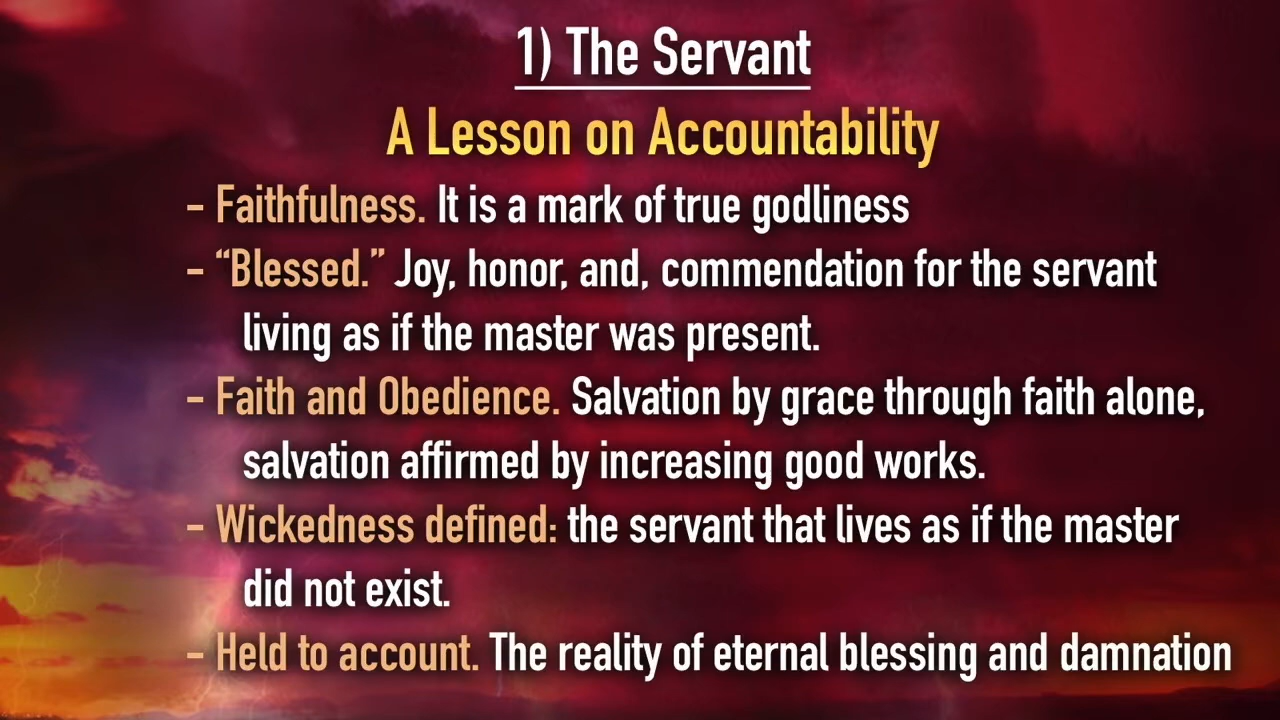 1) The Servant
A Lesson on Accountability
– Faithfulness. It is a mark of true godliness
– “Blessed.” Joy, honor, and, commendation for the servant
living as if the master was present.
– Faith and Obedience. Salvation by grace through faith alone,
salvation affirmed by increasing good works.
– Wickedness defined: the servant that lives as if the master
did not exist.
– Held to account. The reality of eternal blessing and damnation